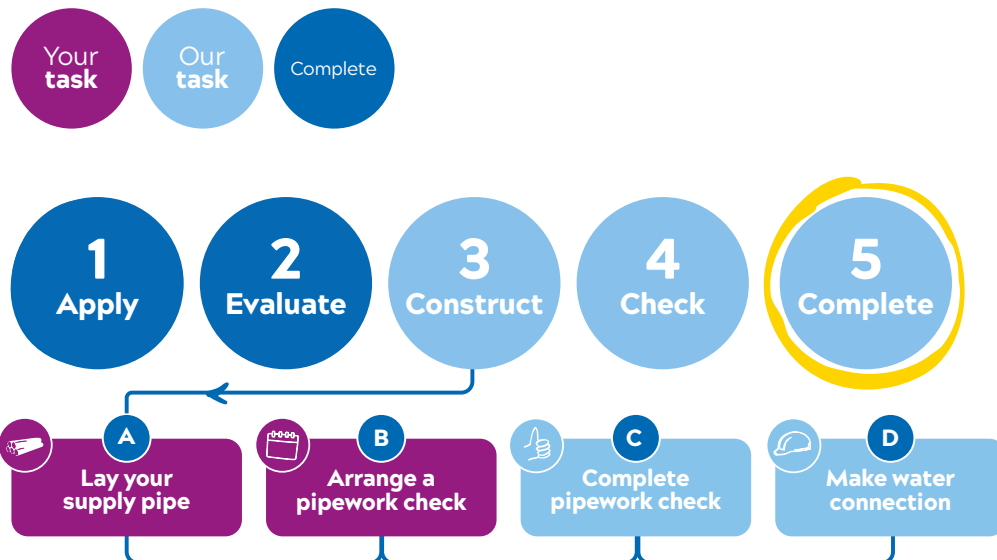 Your
task
Our
task
Complete
1
Apply
2
Evaluate
3
Construct
4
Check
5
Complete
A
Lay your
supply pipe
B
Arrange a
pipework check
C
Complete
pipework check
D
Make water
connection